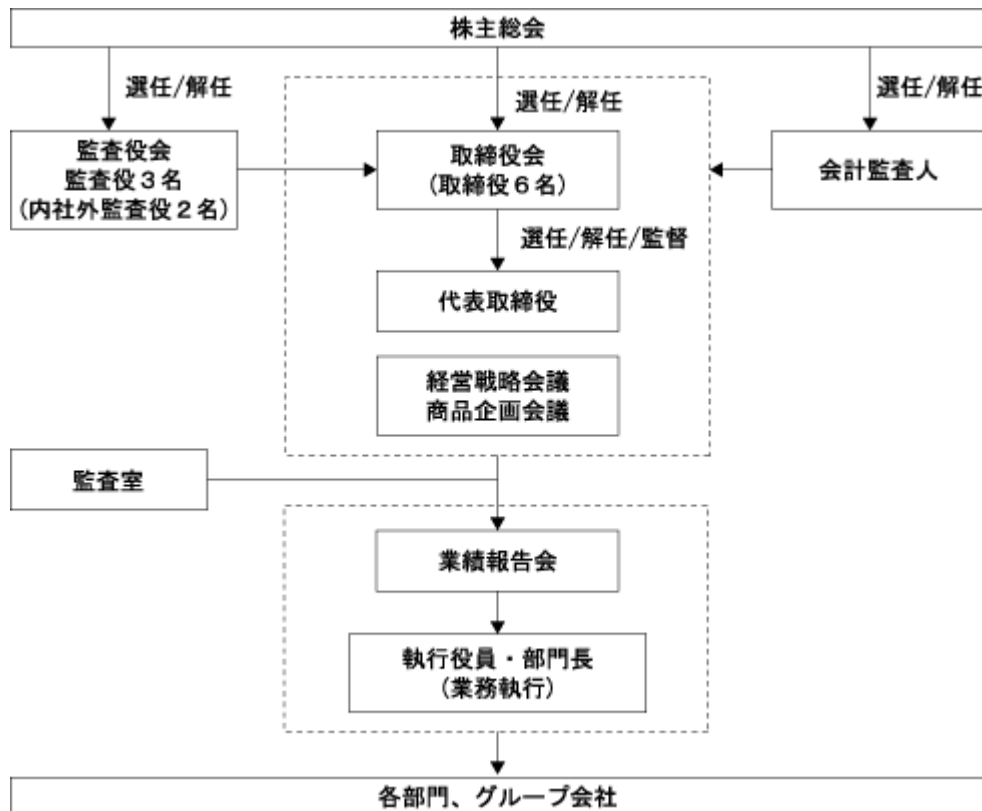 株主総会
選任/解任
選任/解任
選任/解任
監査役会
監査役３名
(内社外監査役２名)
取締役会
(取締役６名)
会計監査人
選任/解任/監督
代表取締役
経営戦略会議
商品企画会議
監査室
業績報告会
執行役員・部門長
(業務執行)
各部門、グループ会社